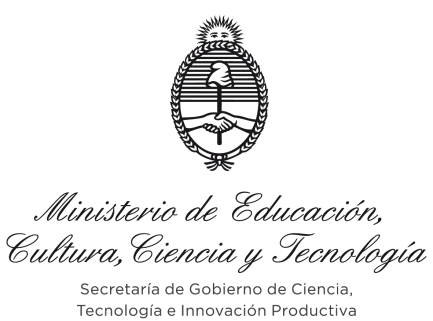 Ministerio de Educación,
Cultura, Ciencia y Tecnología
Secretaría de Gobierno de Ciencia,
Tecnología e Innovación Productiva